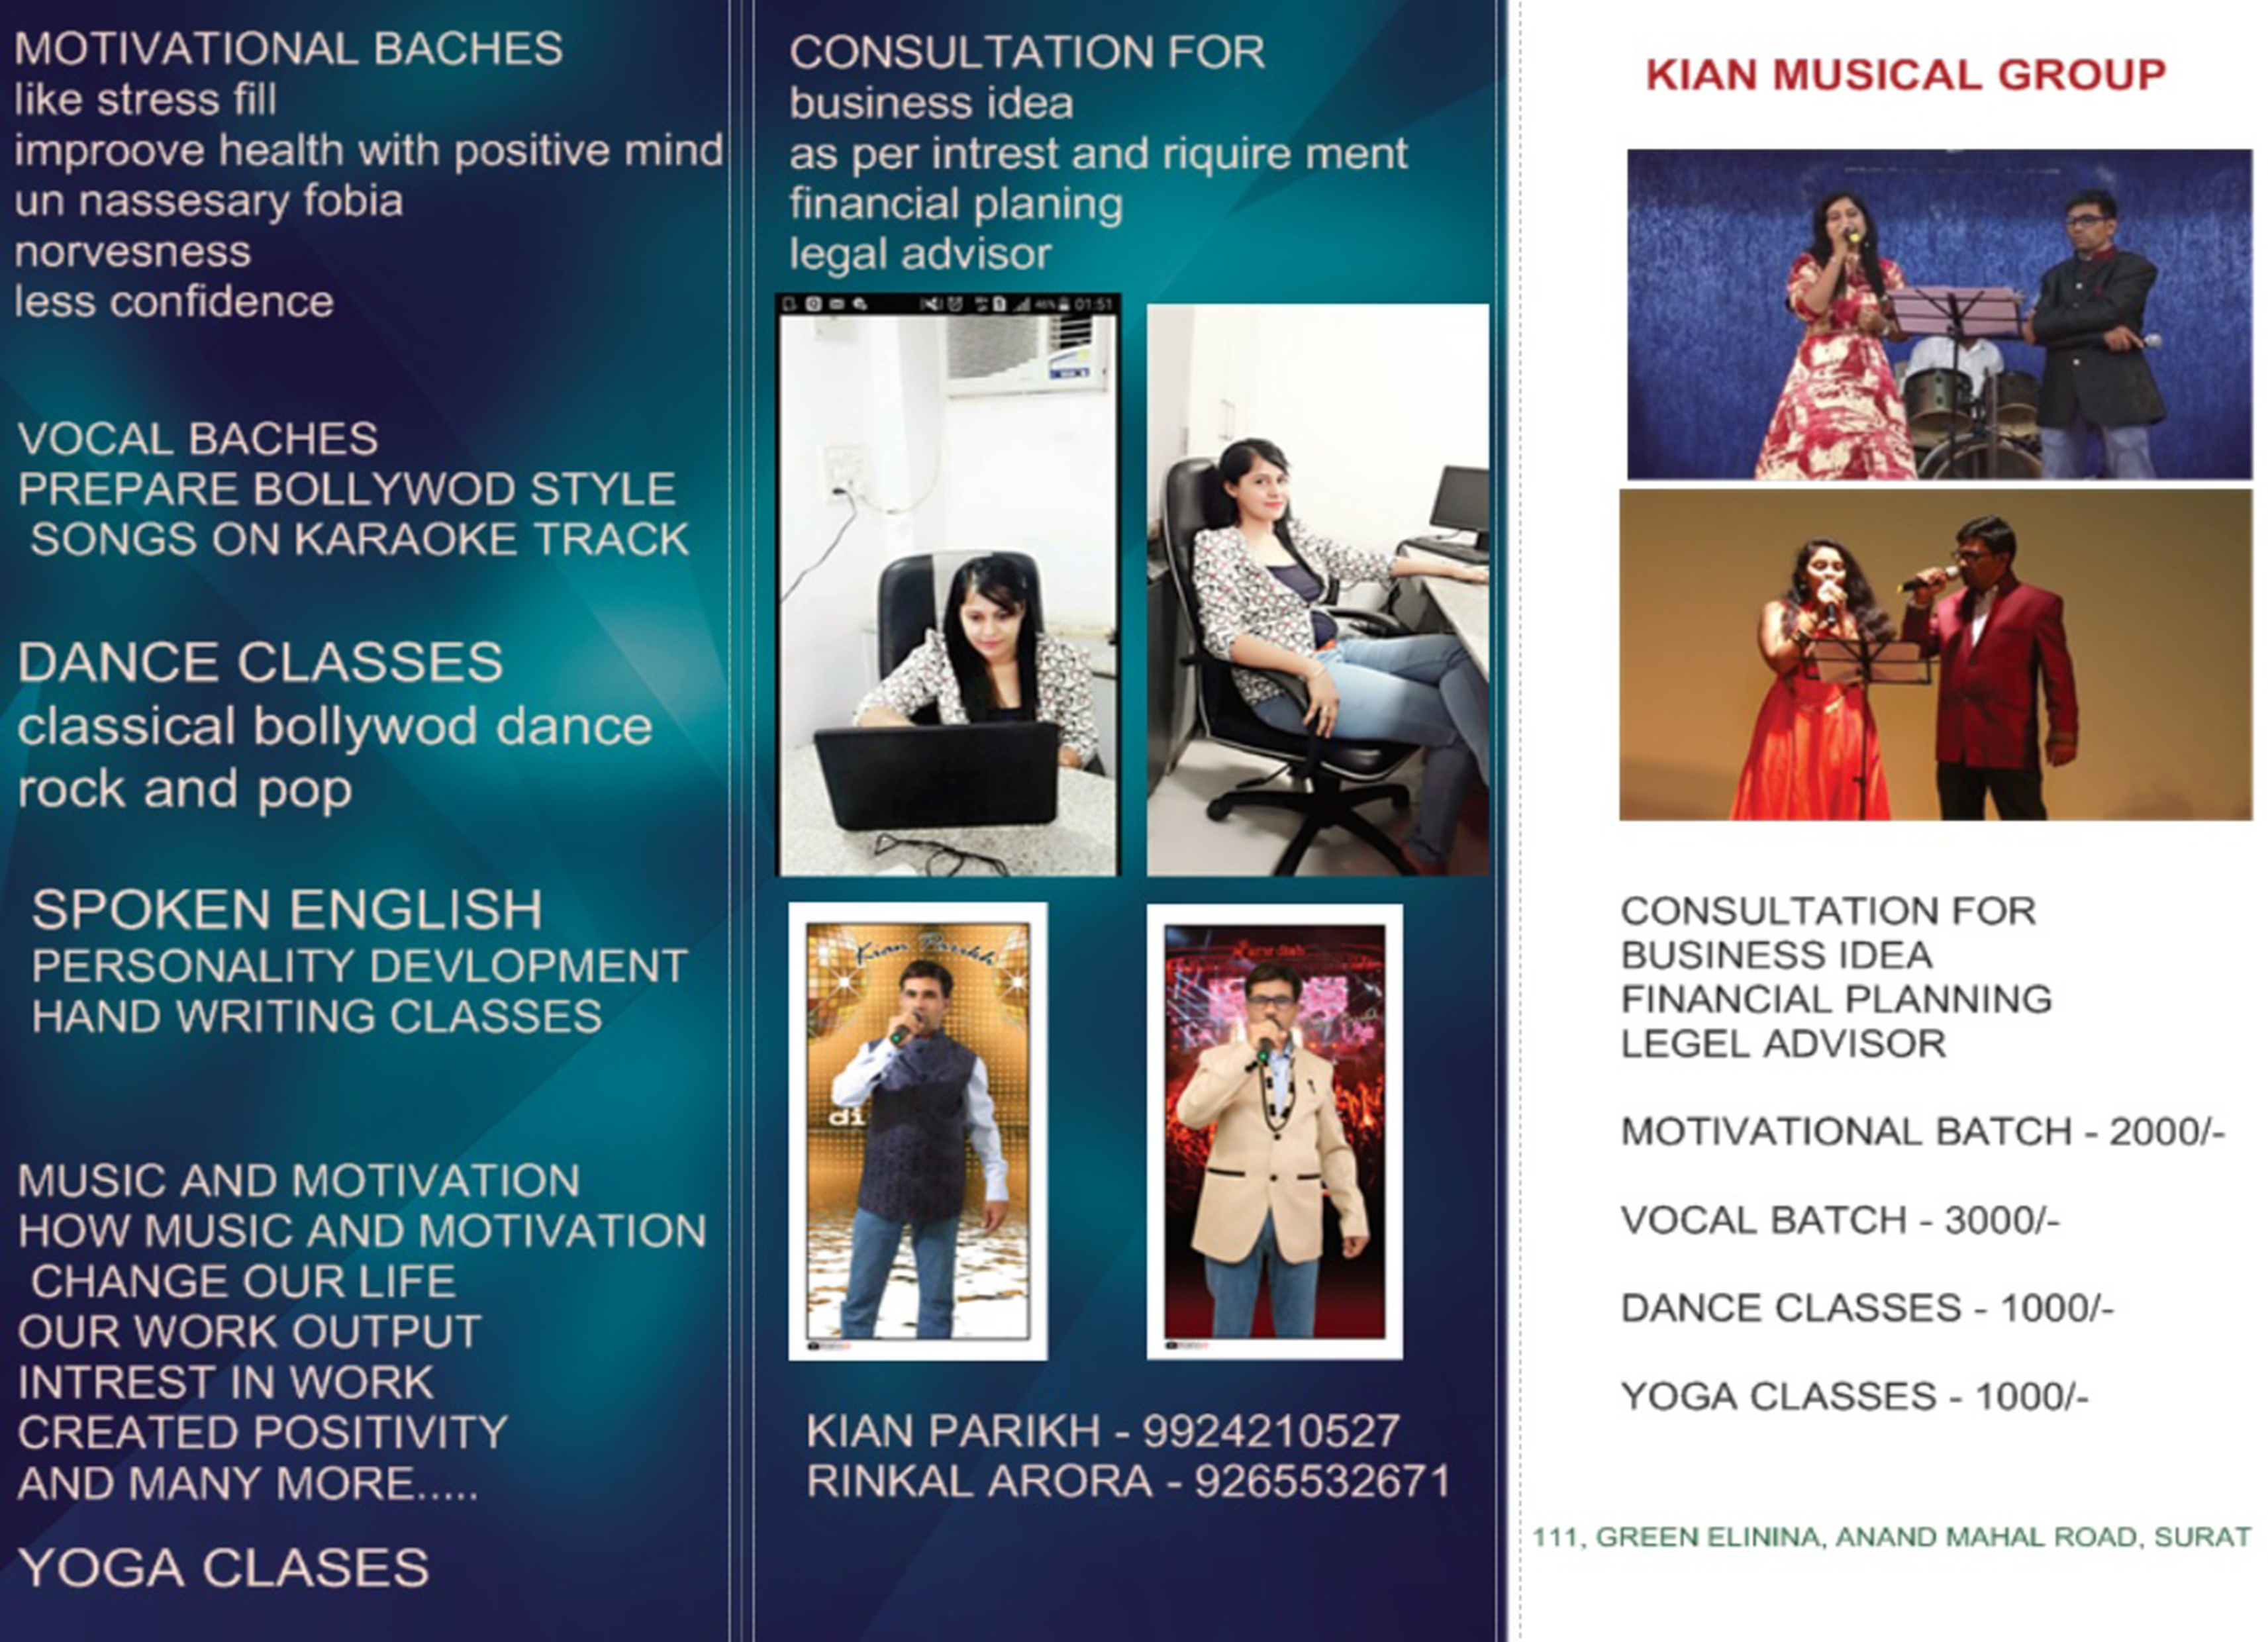 MOTIVATIONAL BACHES
like stress fill
improove health with positive mind
un nassesary fobia
norvesness
less confidence
VOCAL BACHES
PREPARE BOLLYWOD STYLE
SONGS ON KARAOKE TRACK
DANCE CLASSES
classical bollywod dance
rock and pop
SPOKEN ENGLISH
PERSONALITY DEVLOPMENT
HAND WRITING CLASSES
MUSIC AND MOTIVATION
HOW MUSIC AND MOTIVATION
CHANGE OUR LIFE
OUR WORK OUTPUT
INTREST IN WORK
CREATED POSITIVITY
AND MANY MORE.....
YOGA CLASES
CONSULTATION FOR
business idea
as per intrest and riquire ment
financial planing
legal advisor
46% 01:51
Kian Parikh
di
KIAN PARIKH - 9924210527
RINKAL ARORA - 9265532671
KIAN MUSICAL GROUP
CONSULTATION FOR
BUSINESS IDEA
FINANCIAL PLANNING
LEGEL ADVISOR
MOTIVATIONAL BATCH - 2000/-
VOCAL BATCH - 3000/-
DANCE CLASSES - 1000/-
YOGA CLASSES - 1000/-
111, GREEN ELININA, ANAND MAHAL ROAD, SURAT